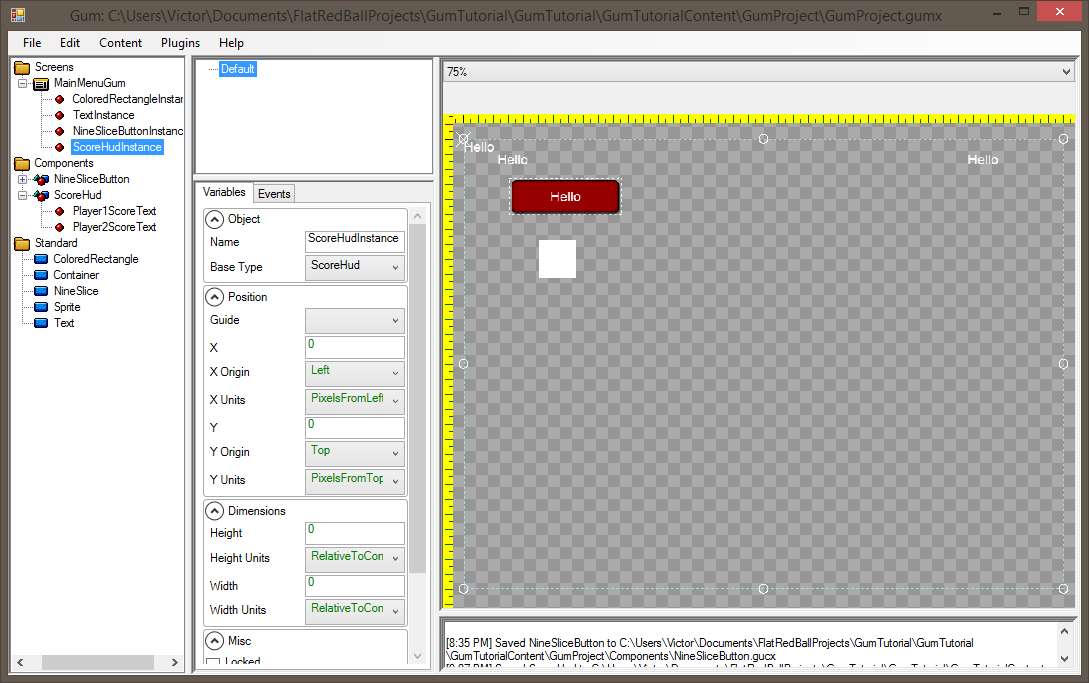 Gum: C:\Users\Victor\Documents\FlatRedBallProjects\GumTutorial\GumTutorial\GumTutorialContent\GumProject\GumProject.gumx
File Edit Content Plugins Help
Screens
MainMenuGum
ColoredRectangleInstan
TextInstance
NineSliceButtonInstanc
ScoreHudInstance
Components
NineSliceButton
ScoreHud
Player1ScoreText
Player2ScoreText
Standard
ColoredRectangle
Container
NineSlice
Sprite
Text
Default
Variables Events
Object
Name ScoreHudInstance
Base Type ScoreHud
Position
Guide
X 0
X Origin Left
X Units PixelsFromLeft
Y 0
Y Origin Top
Y Units PixelsFromTop
Dimensions
Height 0
Height Units RelativeToCon
Width 0
Width Units RelativeToCon
Misc
Locked
75%
Hello
Hello Hello
Hello
[8:35 PM] Saved NineSliceButton to C:\Users\Victor\Documents\FlatRedBallProjects\GumTutorial\GumTutorial
\GumTutorialContent\GumProject\Components\NineSliceButton.gucx